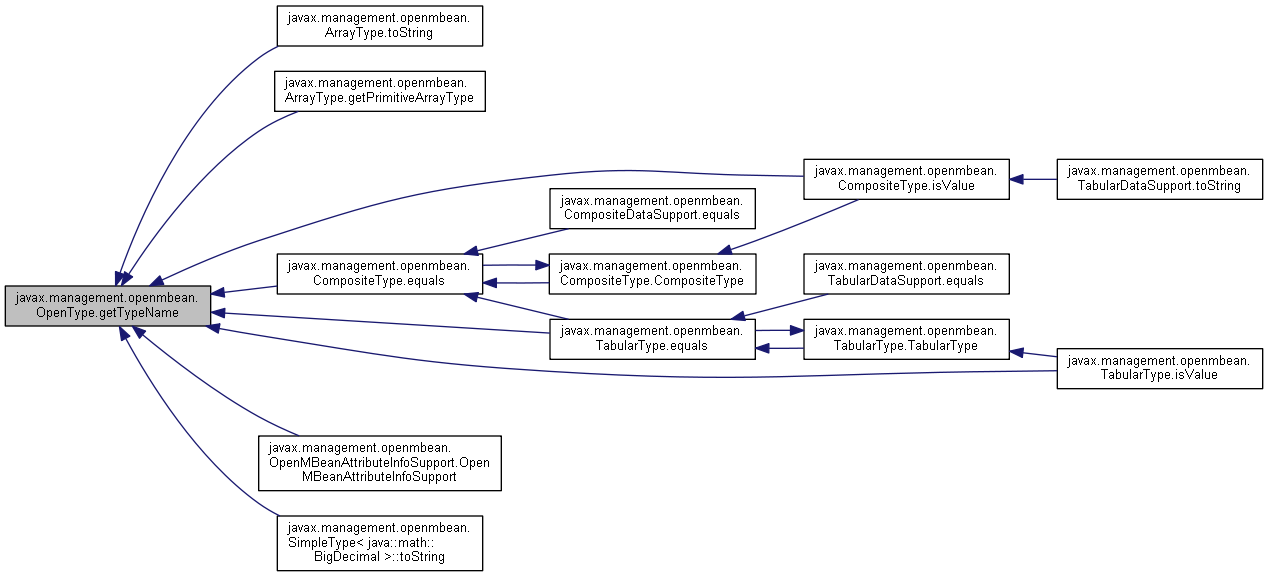 javax.management.openmbean.
ArrayType.toString
javax.management.openmbean.
ArrayType.getPrimitiveArrayType
javax.management.openmbean.
CompositeType.isValue
javax.management.openmbean.
TabularDataSupport.toString
javax.management.openmbean.
CompositeDataSupport.equals
javax.management.openmbean.
CompositeType.equals
javax.management.openmbean.
CompositeType.CompositeType
javax.management.openmbean.
TabularDataSupport.equals
javax.management.openmbean.
OpenType.getTypeName
javax.management.openmbean.
TabularType.equals
javax.management.openmbean.
TabularType.TabularType
javax.management.openmbean.
TabularType.isValue
javax.management.openmbean.
OpenMBeanAttributeInfoSupport.Open
MBeanAttributeInfoSupport
javax.management.openmbean.
SimpleType< java::math::
BigDecimal >::toString